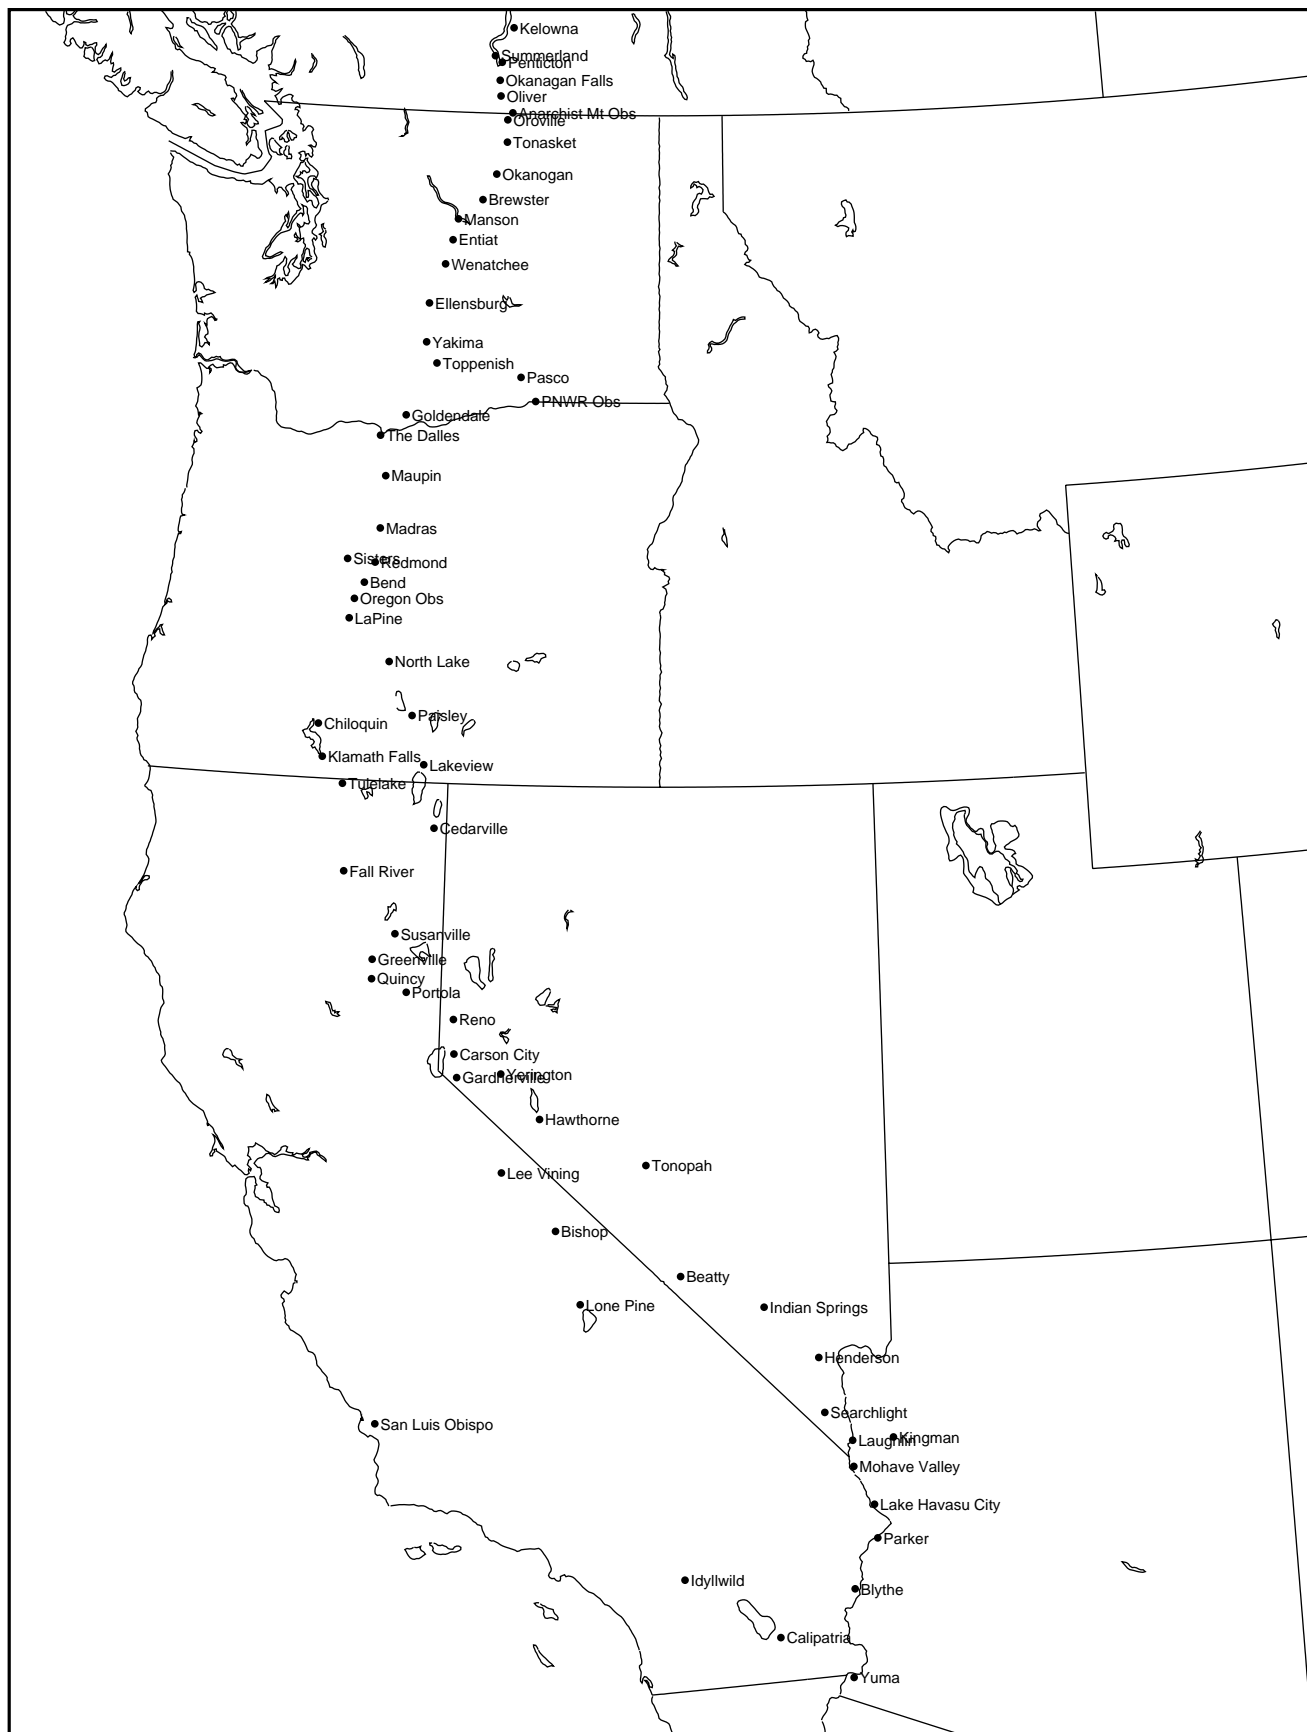 Kelowna
Summerland
Penticton
Okanagan Falls
Oliver
Anarchist Mt Obs
Oroville
Tonasket
Okanogan
Brewster
Manson
Entiat
Wenatchee
Ellensburg
Yakima
Toppenish
Pasco
PNWR Obs
Goldendale
The Dalles
Maupin
Madras
Sisters
Redmond
Bend
Oregon Obs
LaPine
North Lake
Paisley
Chiloquin
Klamath Falls
Lakeview
Tulelake
Cedarville
Fall River
Susanville
Greenville
Quincy
Portola
Reno
Carson City
Yerington
Gardnerville
Hawthorne
Tonopah
Lee Vining
Bishop
Beatty
Lone Pine
Indian Springs
Henderson
Searchlight
San Luis Obispo
Kingman
Laughlin
Mohave Valley
Lake Havasu City
Parker
Idyllwild
Blythe
Calipatria
Yuma